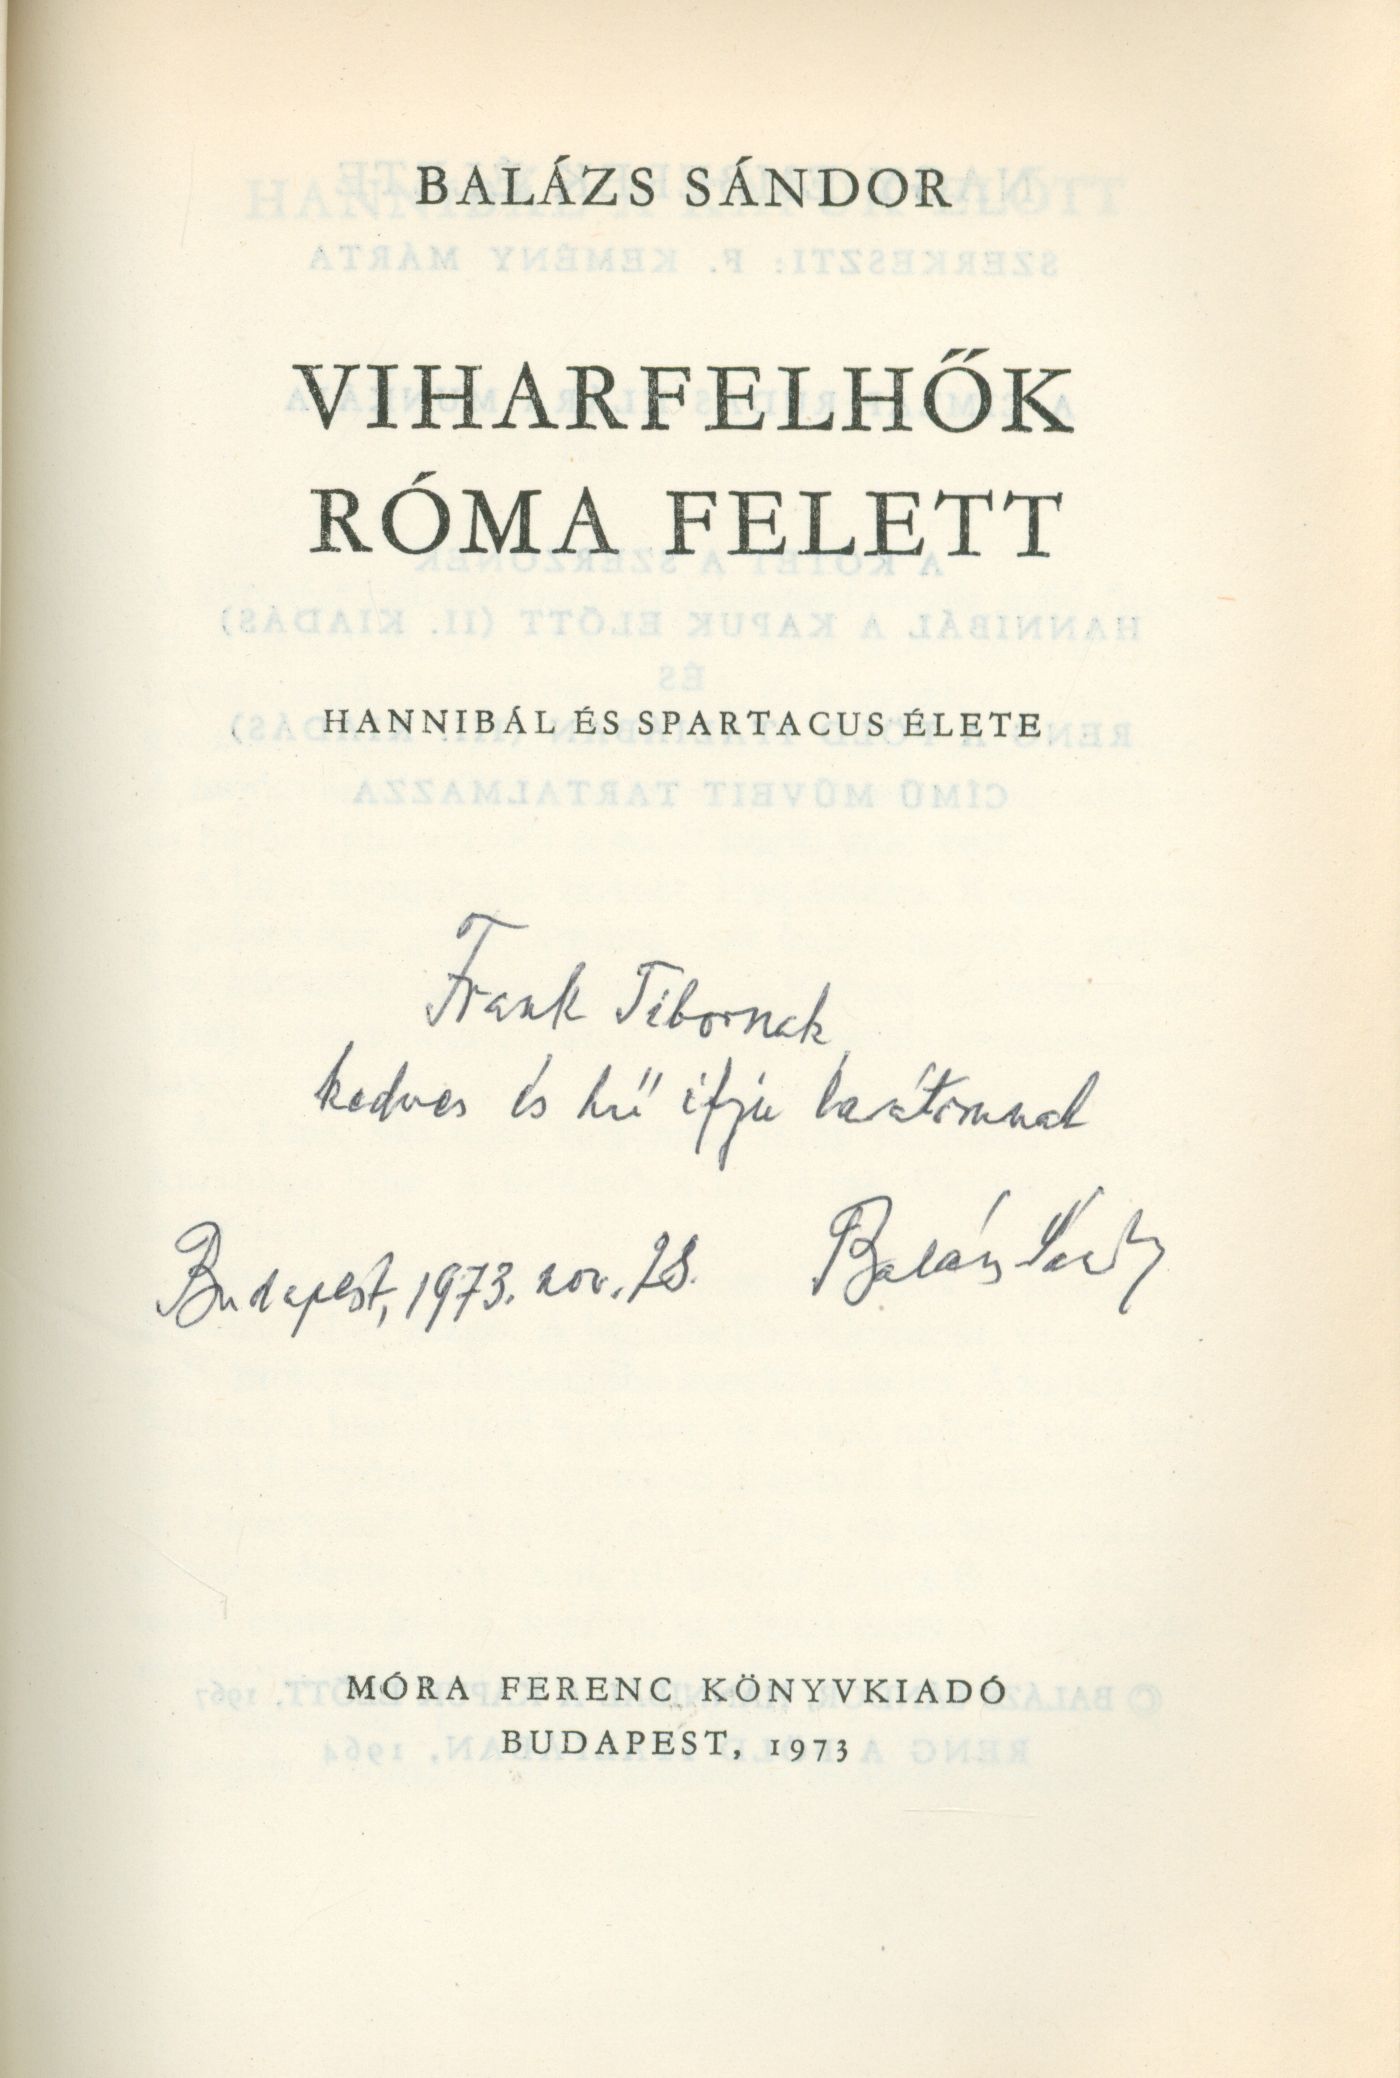 BALÁZS SÁNDOR
VIHARFELHŐK
RÓMA FELETT
HANNIBÁL ÉS SPARTACUS ÉLETE
Frank Tibornak
kedves és hű ifjú barátomnak
Budapest, 1973. nov. 28. Balázs Sándor
MÓRA FERENC KÖNYVKIADÓ
BUDAPEST, 1973